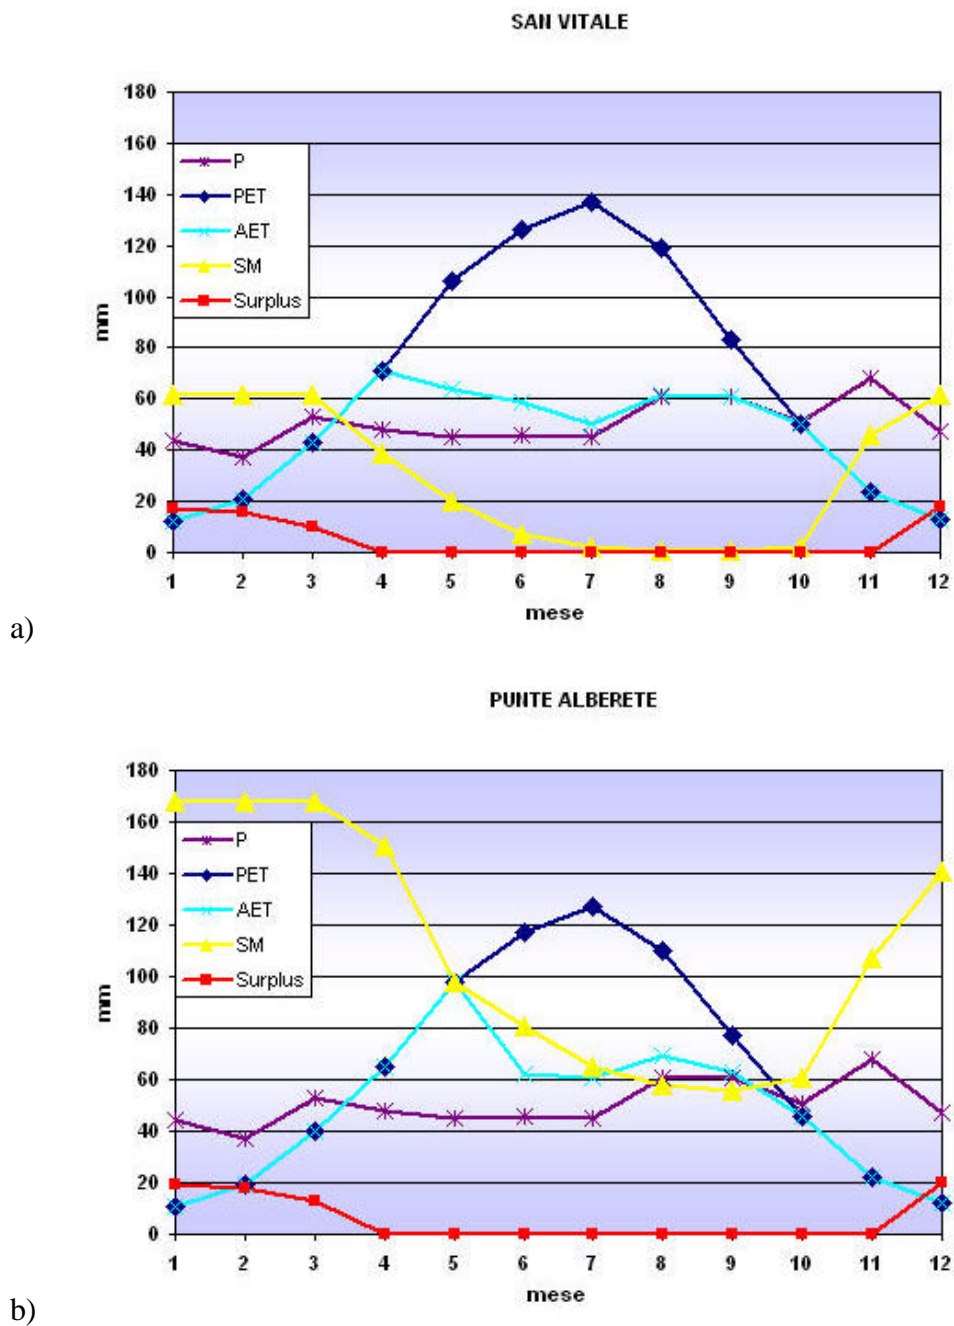 a)
SAN VITALE
180
160
140
120
100
80
60
40
20
0
mm
P
PET
AET
SM
Surplus
1 2 3 4 5 6 7 8 9 10 11 12
mese
b)
PUNTE ALBERETE
180
160
140
120
100
80
60
40
20
0
mm
P
PET
AET
SM
Surplus
1 2 3 4 5 6 7 8 9 10 11 12
mese